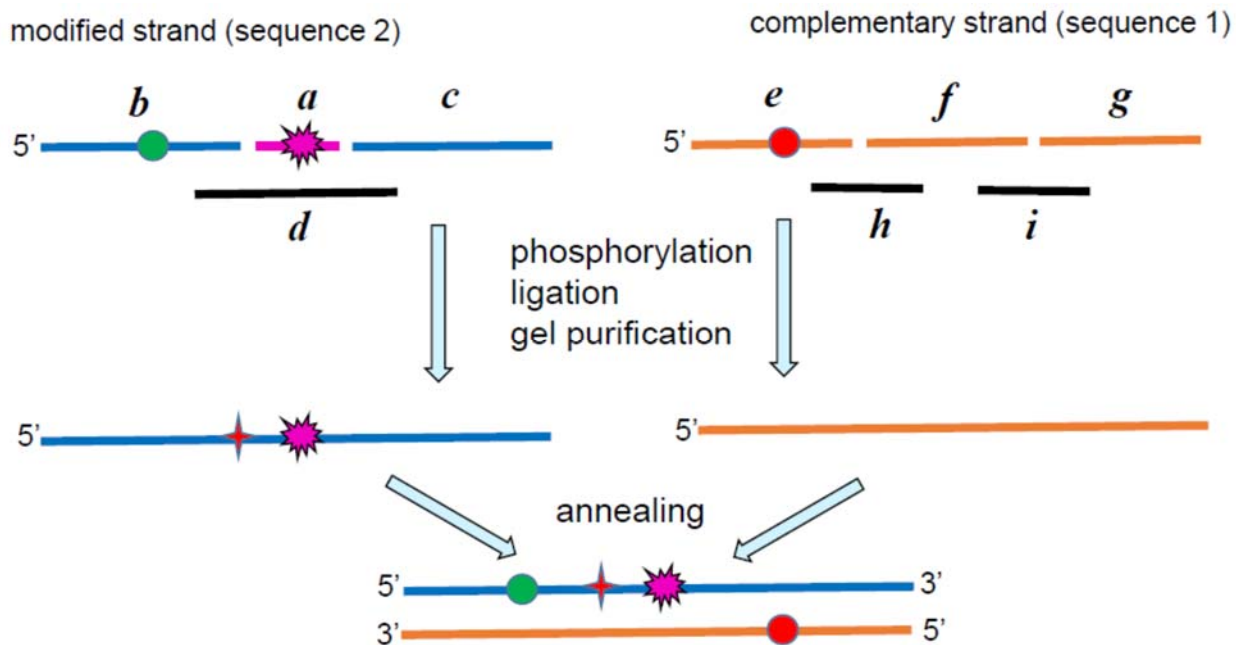 modified strand (sequence 2)
complementary strand (sequence 1)
b a c
e f g
5'
5'
d
h i
phosphorylation
ligation
gel purification
5'
5'
annealing
5' 3'
3' 5'